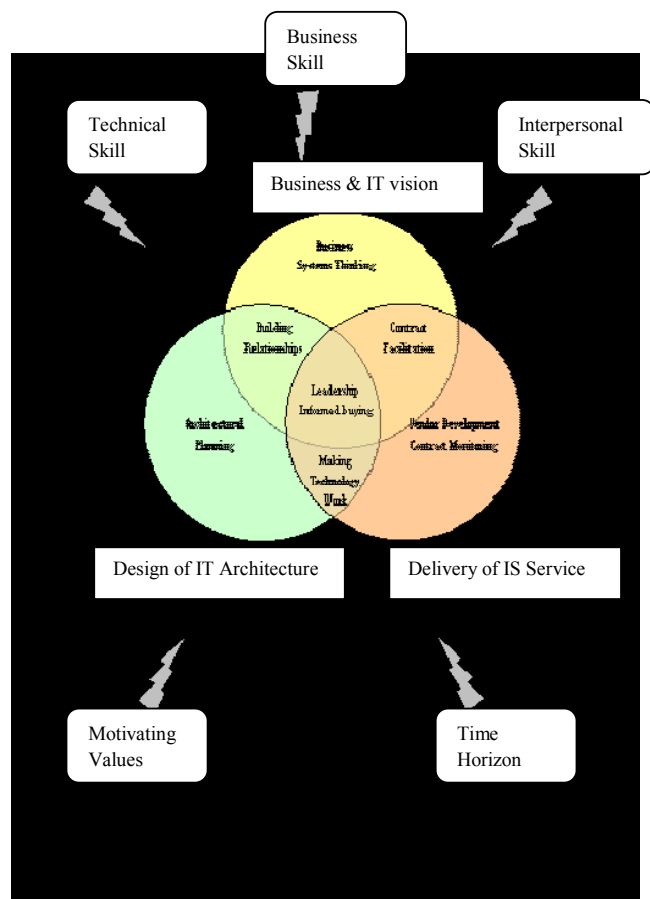 Business
Skill
Technical
Skill
Interpersonal
Skill
Business & IT vision
Business
Systems Thinking
Building
Relationships
Contract
Facilitation
Leadership
Informed buying
Architectural
Planning
Vendor Development
Contract Monitoring
Making
Technology
Work
Design of IT Architecture
Delivery of IS Service
Motivating
Values
Time
Horizon